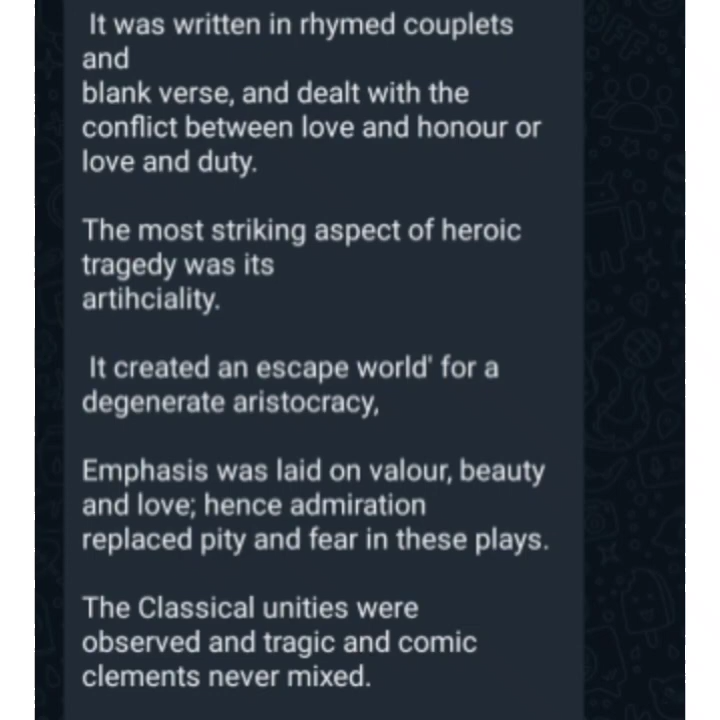 It was written in rhymed couplets
and
blank verse, and dealt with the
conflict between love and honour or
love and duty.
The most striking aspect of heroic
tragedy was its
artihciality.
It created an escape world' for a
degenerate aristocracy,
Emphasis was laid on valour, beauty
and love; hence admiration
replaced pity and fear in these plays.
The Classical unities were
observed and tragic and comic
clements never mixed.